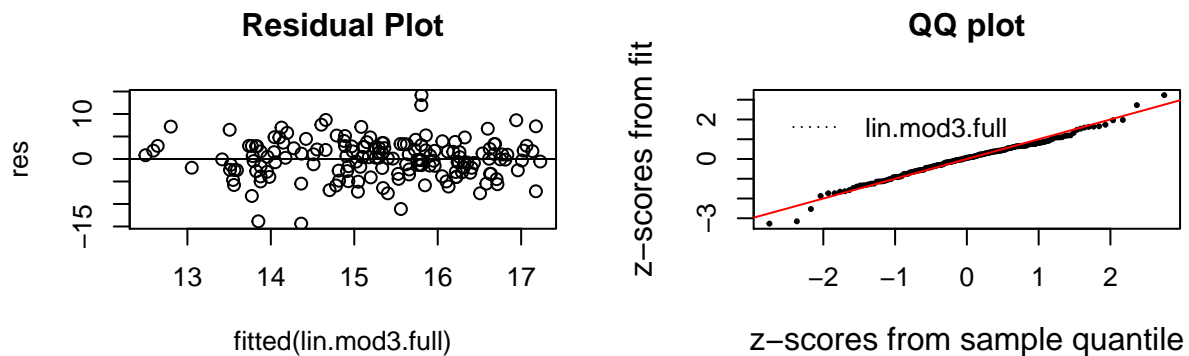 Residual Plot
res
10
0
−15
13 14 15 16 17
fitted(lin.mod3.full)
QQ plot
z−scores from fit
2
0
−3
lin.mod3.full
−2 −1 0 1 2
z−scores from sample quantile